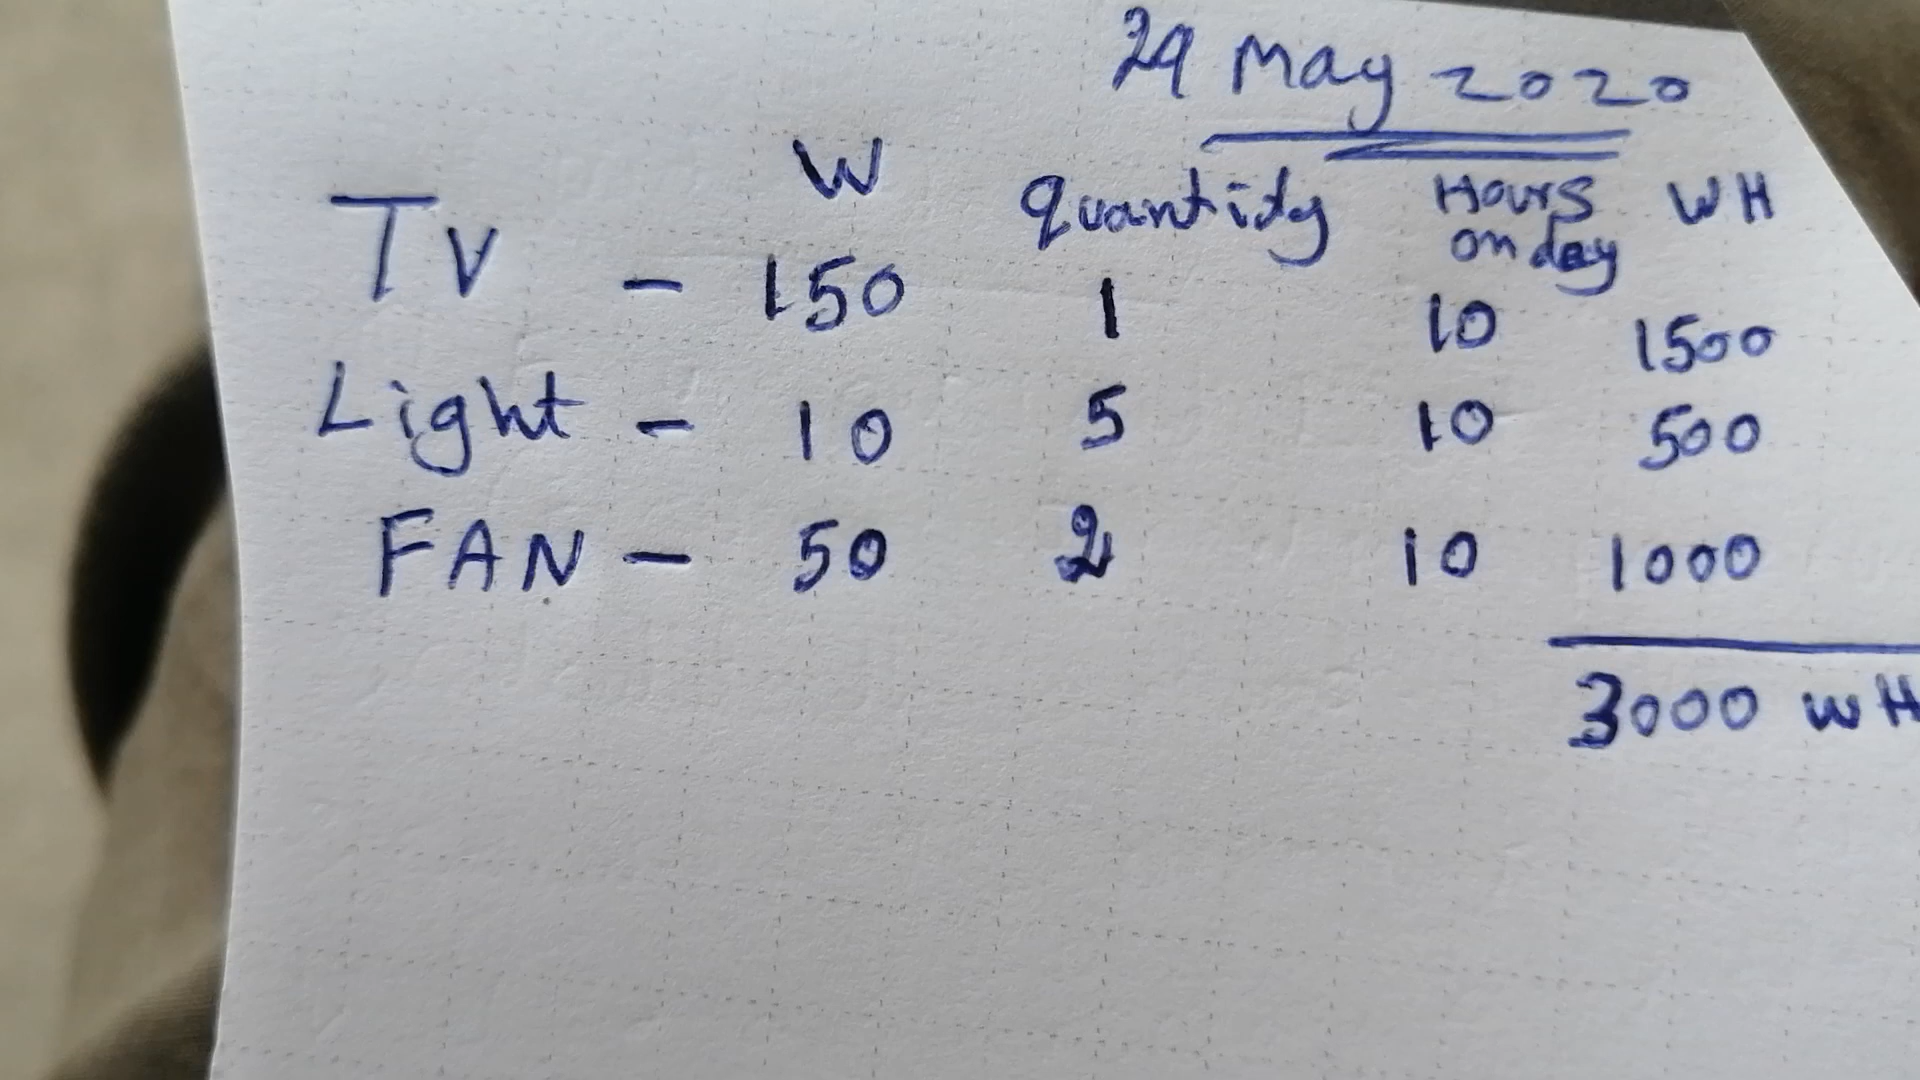 29 May 2020
W Quantity Hours on day WH
TV - 150 1 10 1500
Light - 10 5 10 500
FAN - 50 2 10 1000
3000 WH